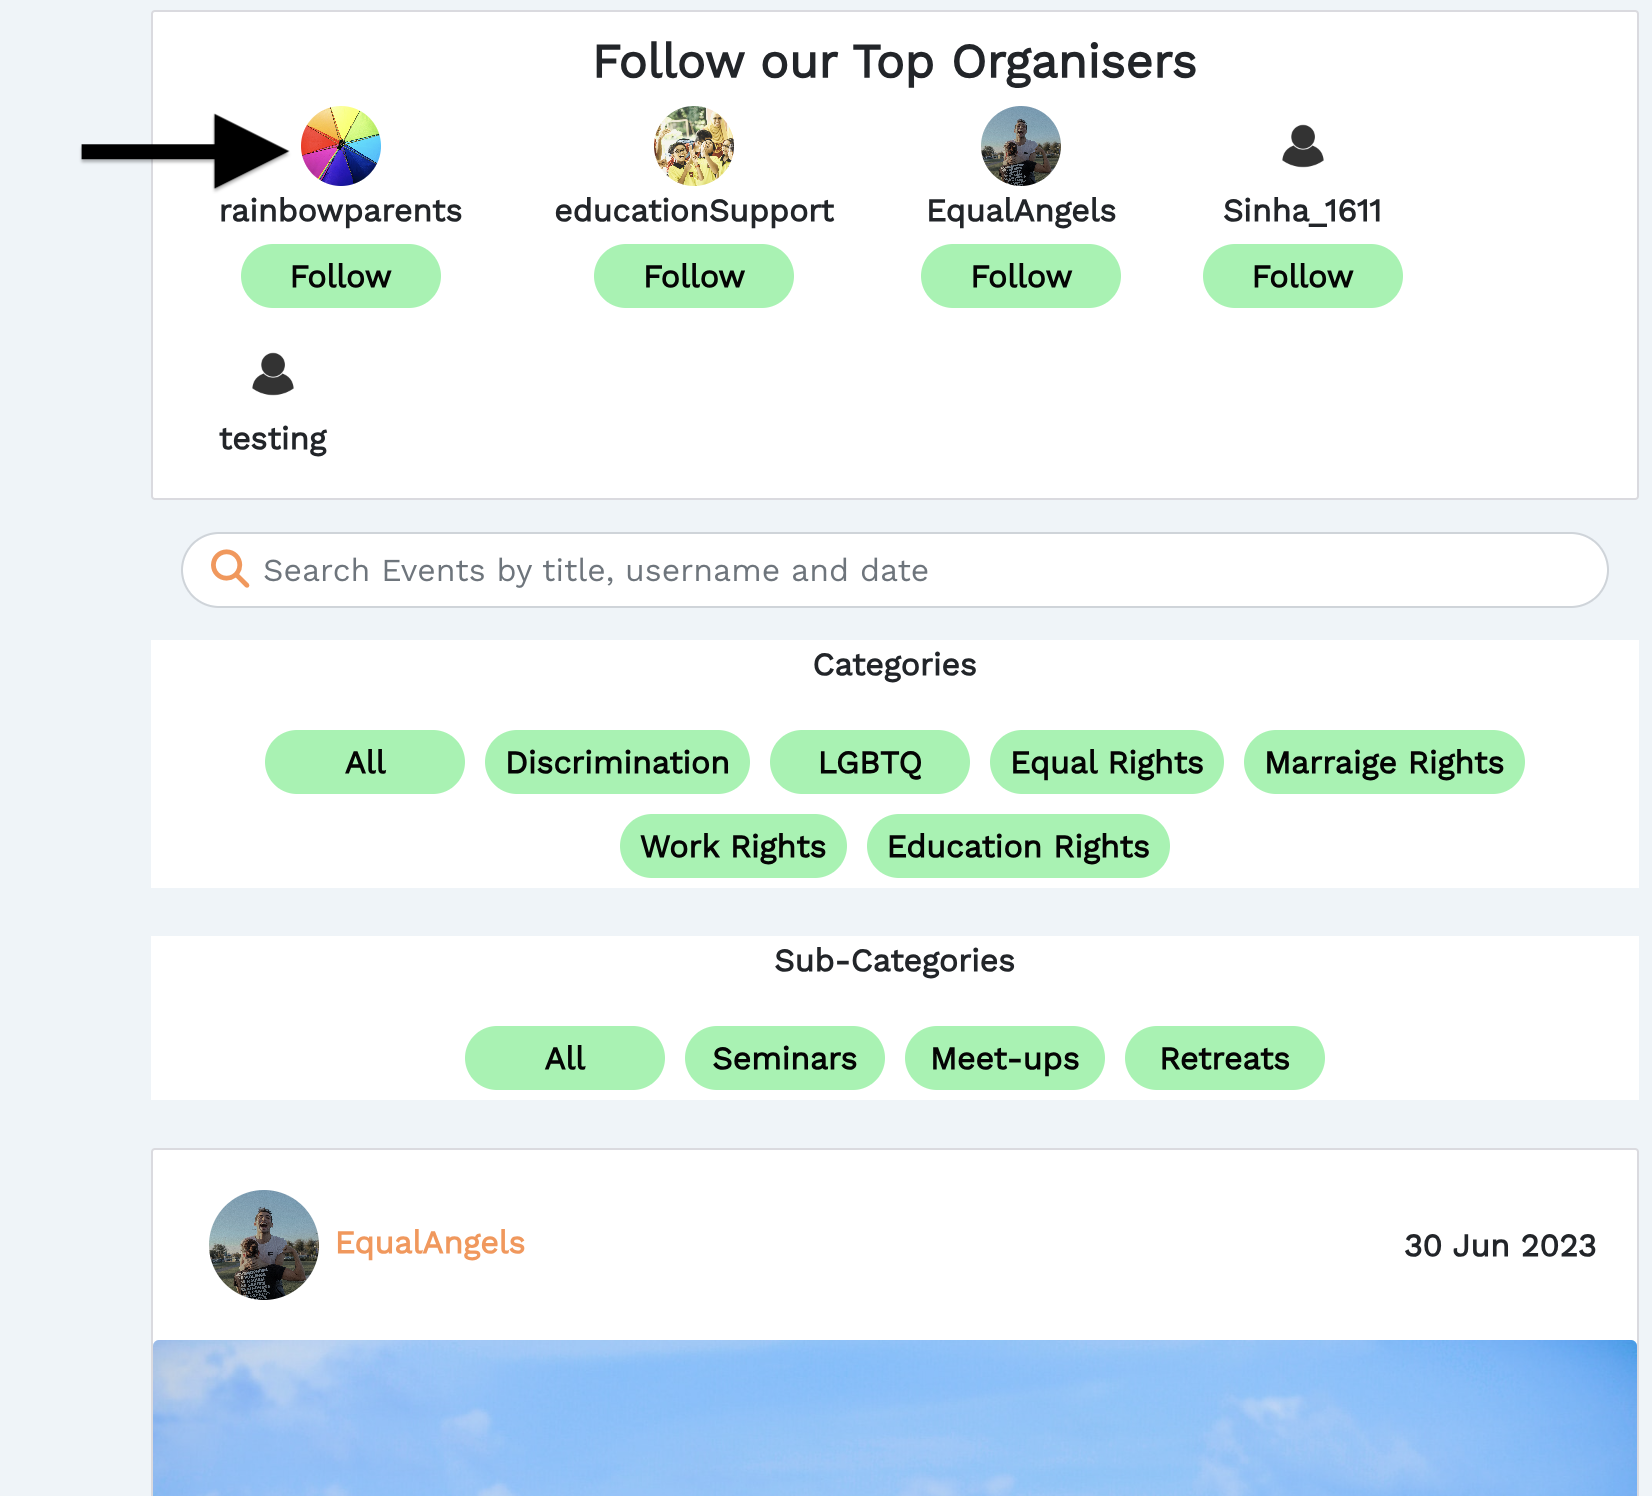 Follow our Top Organisers
rainbowparents educationSupport EqualAngels Sinha_1611
Follow Follow Follow Follow
testing
Search Events by title, username and date
Categories
All Discrimination LGBTQ Equal Rights Marraige Rights
Work Rights Education Rights
Sub-Categories
All Seminars Meet-ups Retreats
EqualAngels 30 Jun 2023